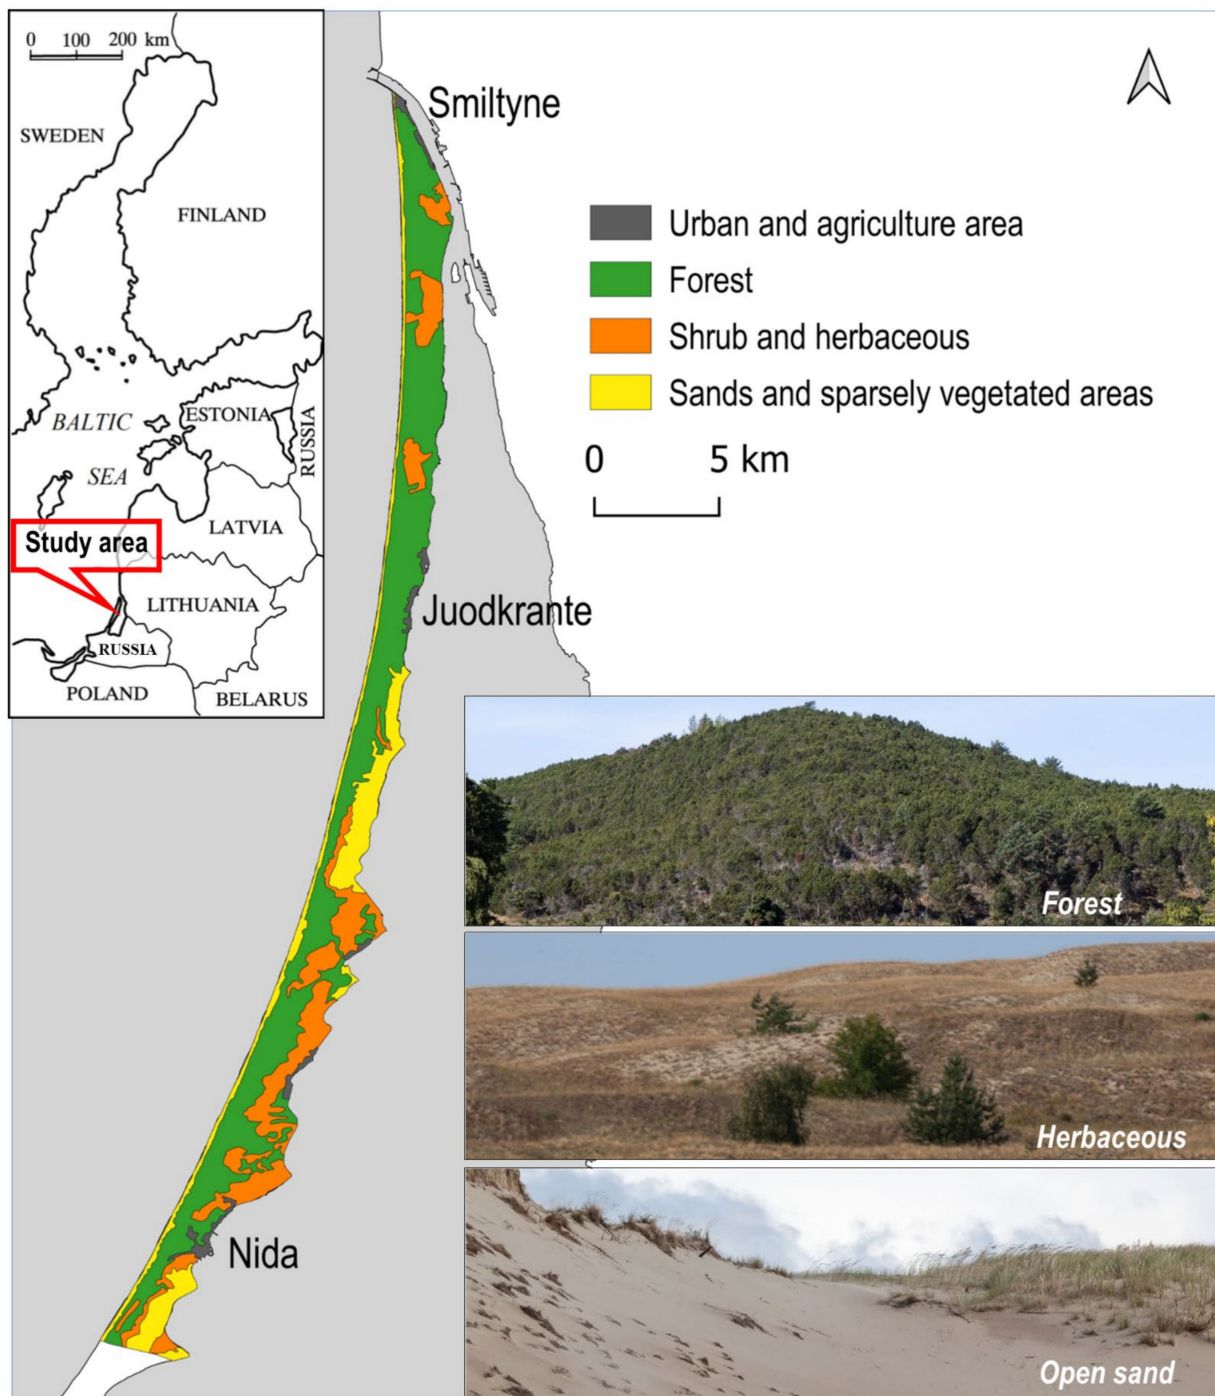 0 100 200 km
SWEDEN
FINLAND
BALTIC
SEA
ESTONIA
RUSSIA
LATVIA
Study area
LITHUANIA
RUSSIA
POLAND
BELARUS
Smiltyne
Urban and agriculture area
Forest
Shrub and herbaceous
Sands and sparsely vegetated areas
0 5 km
Juodkrante
Nida
Forest
Herbaceous
Open sand